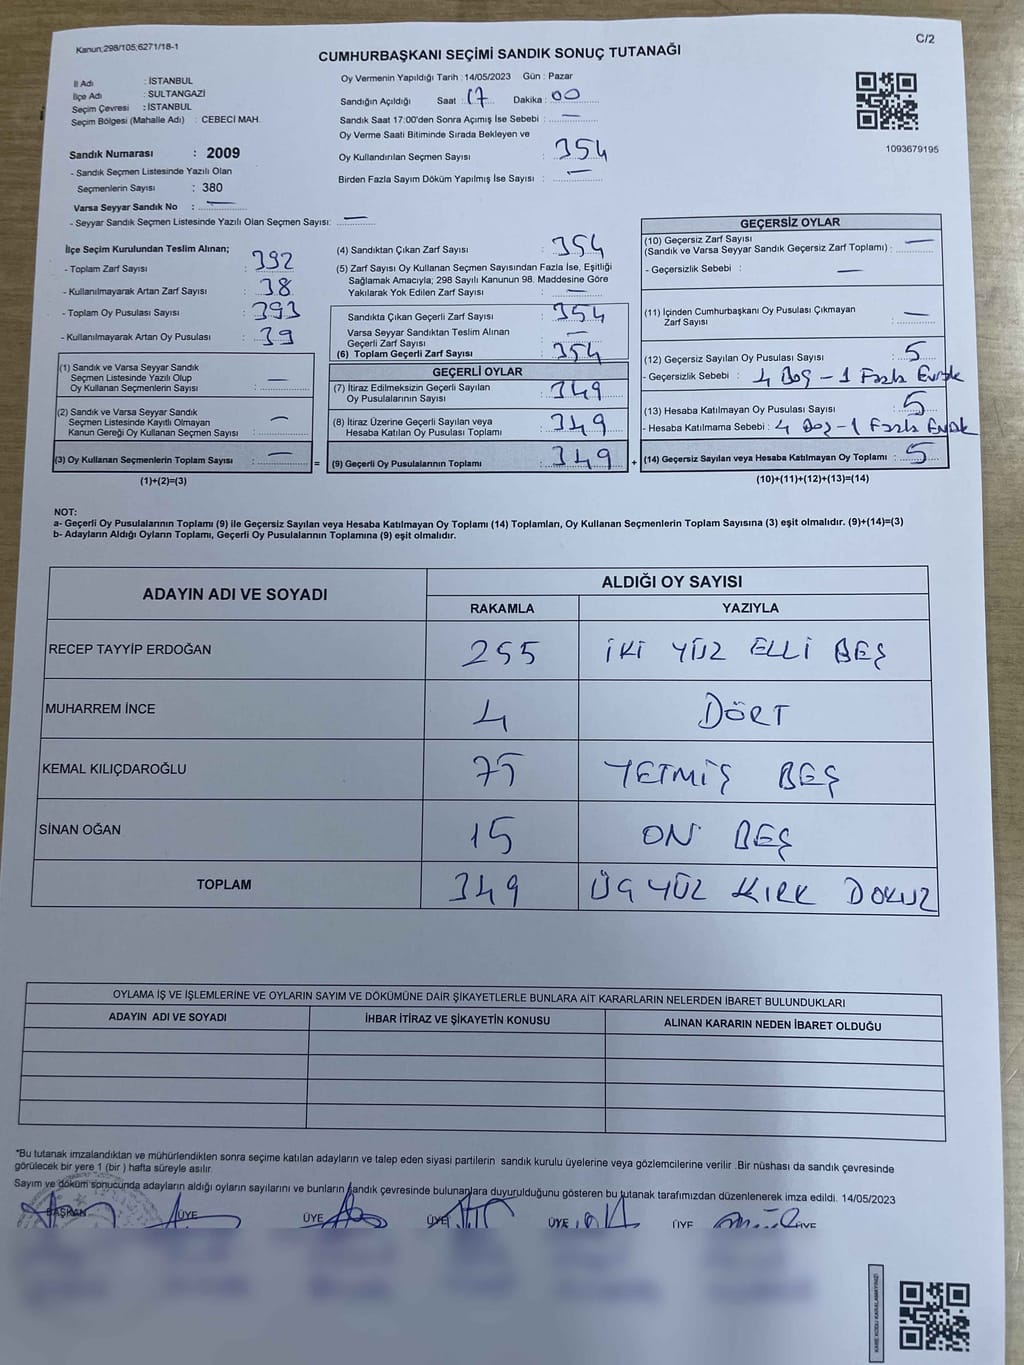 Kanun;298/105;6271/18-1
C/2
CUMHURBAŞKANI SEÇİMİ SANDIK SONUÇ TUTANAĞI
İl Adı : İSTANBUL
İlçe Adı : SULTANGAZİ
Seçim Çevresi : İSTANBUL
Seçim Bölgesi (Mahalle Adı) : CEBECİ MAH.
Oy Vermenin Yapıldığı Tarih : 14/05/2023 Gün : Pazar
Sandığın Açıldığı Saat : 17 Dakika : 00
Sandık Saat 17:00'den Sonra Açılmış İse Sebebi : —
Oy Verme Saati Bitiminde Sırada Bekleyen ve
Oy Kullandırılan Seçmen Sayısı : 354
Birden Fazla Sayım Döküm Yapılmış İse Sayısı : —
1093679195
Sandık Numarası : 2009
- Sandık Seçmen Listesinde Yazılı Olan
Seçmenlerin Sayısı : 380
Varsa Seyyar Sandık No : —
- Seyyar Sandık Seçmen Listesinde Yazılı Olan Seçmen Sayısı: —
İlçe Seçim Kurulundan Teslim Alınan;
- Toplam Zarf Sayısı : 392
- Kullanılmayarak Artan Zarf Sayısı : 38
- Toplam Oy Pusulası Sayısı : 393
- Kullanılmayarak Artan Oy Pusulası : 39
(1) Sandık ve Varsa Seyyar Sandık
Seçmen Listesinde Yazılı Olup
Oy Kullanan Seçmenlerin Sayısı : —
(2) Sandık ve Varsa Seyyar Sandık
Seçmen Listesinde Kayıtlı Olmayan
Kanun Gereği Oy Kullanan Seçmen Sayısı : —
(3) Oy Kullanan Seçmenlerin Toplam Sayısı : —
(1)+(2)=(3)
(4) Sandıktan Çıkan Zarf Sayısı : 354
(5) Zarf Sayısı Oy Kullanan Seçmen Sayısından Fazla İse, Eşitliği
Sağlamak Amacıyla; 298 Sayılı Kanunun 98. Maddesine Göre
Yakılarak Yok Edilen Zarf Sayısı : —
Sandıkta Çıkan Geçerli Zarf Sayısı : 354
Varsa Seyyar Sandıktan Teslim Alınan
Geçerli Zarf Sayısı : —
(6) Toplam Geçerli Zarf Sayısı : 354
GEÇERLİ OYLAR
(7) İtiraz Edilmeksizin Geçerli Sayılan
Oy Pusulalarının Sayısı : 349
(8) İtiraz Üzerine Geçerli Sayılan veya
Hesaba Katılan Oy Pusulası Toplamı : 349
= (9) Geçerli Oy Pusulalarının Toplamı : 349 +
GEÇERSİZ OYLAR
(10) Geçersiz Zarf Sayısı
(Sandık ve Varsa Seyyar Sandık Geçersiz Zarf Toplamı) : —
- Geçersizlik Sebebi : —
(11) İçinden Cumhurbaşkanı Oy Pusulası Çıkmayan
Zarf Sayısı : —
(12) Geçersiz Sayılan Oy Pusulası Sayısı : 5
- Geçersizlik Sebebi : 4 Boş - 1 Fazla Evrak
(13) Hesaba Katılmayan Oy Pusulası Sayısı : 5
- Hesaba Katılmama Sebebi : 4 Boş - 1 Fazla Evrak
(14) Geçersiz Sayılan veya Hesaba Katılmayan Oy Toplamı : 5
(10)+(11)+(12)+(13)=(14)
NOT:
a- Geçerli Oy Pusulalarının Toplamı (9) ile Geçersiz Sayılan veya Hesaba Katılmayan Oy Toplamı (14) Toplamları, Oy Kullanan Seçmenlerin Toplam Sayısına (3) eşit olmalıdır. (9)+(14)=(3)
b- Adayların Aldığı Oyların Toplamı, Geçerli Oy Pusulalarının Toplamına (9) eşit olmalıdır.
ADAYIN ADI VE SOYADI
ALDIĞI OY SAYISI
RAKAMLA YAZIYLA
RECEP TAYYİP ERDOĞAN 255 İKİ YÜZ ELLİ BEŞ
MUHARREM İNCE 4 DÖRT
KEMAL KILIÇDAROĞLU 75 YETMİŞ BEŞ
SİNAN OĞAN 15 ON BEŞ
TOPLAM 349 ÜÇ YÜZ KIRK DOKUZ
OYLAMA İŞ VE İŞLEMLERİNE VE OYLARIN SAYIM VE DÖKÜMÜNE DAİR ŞİKAYETLERLE BUNLARA AİT KARARLARIN NELERDEN İBARET BULUNDUKLARI
ADAYIN ADI VE SOYADI İHBAR İTİRAZ VE ŞİKAYETİN KONUSU ALINAN KARARIN NEDEN İBARET OLDUĞU
*Bu tutanak imzalandıktan ve mühürlendikten sonra seçime katılan adayların ve talep eden siyasi partilerin sandık kurulu üyelerine veya gözlemcilerine verilir .Bir nüshası da sandık çevresinde
görülecek bir yere 1 (bir ) hafta süreyle asılır.
Sayım ve döküm sonucunda adayların aldığı oyların sayılarını ve bunların sandık çevresinde bulunanlara duyurulduğunu gösteren bu tutanak tarafımızdan düzenlenerek imza edildi. 14/05/2023
BAŞKAN ÜYE ÜYE ÜYE ÜYE ÜYE ÜYE